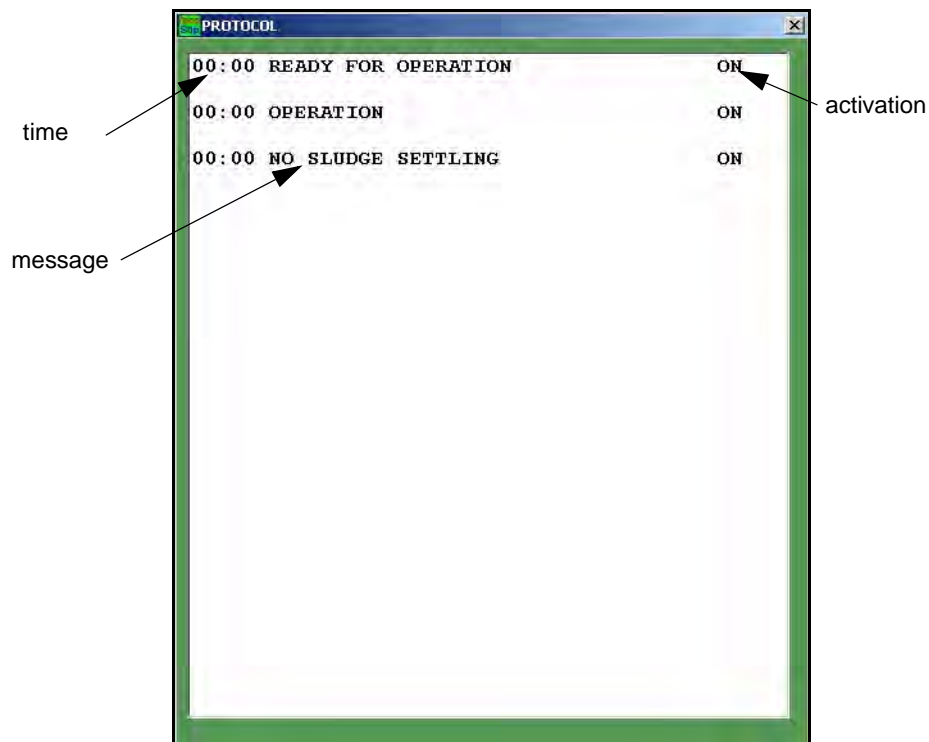 PROTOCOL
00:00 READY FOR OPERATION ON
activation
00:00 OPERATION ON
time
00:00 NO SLUDGE SETTLING ON
message